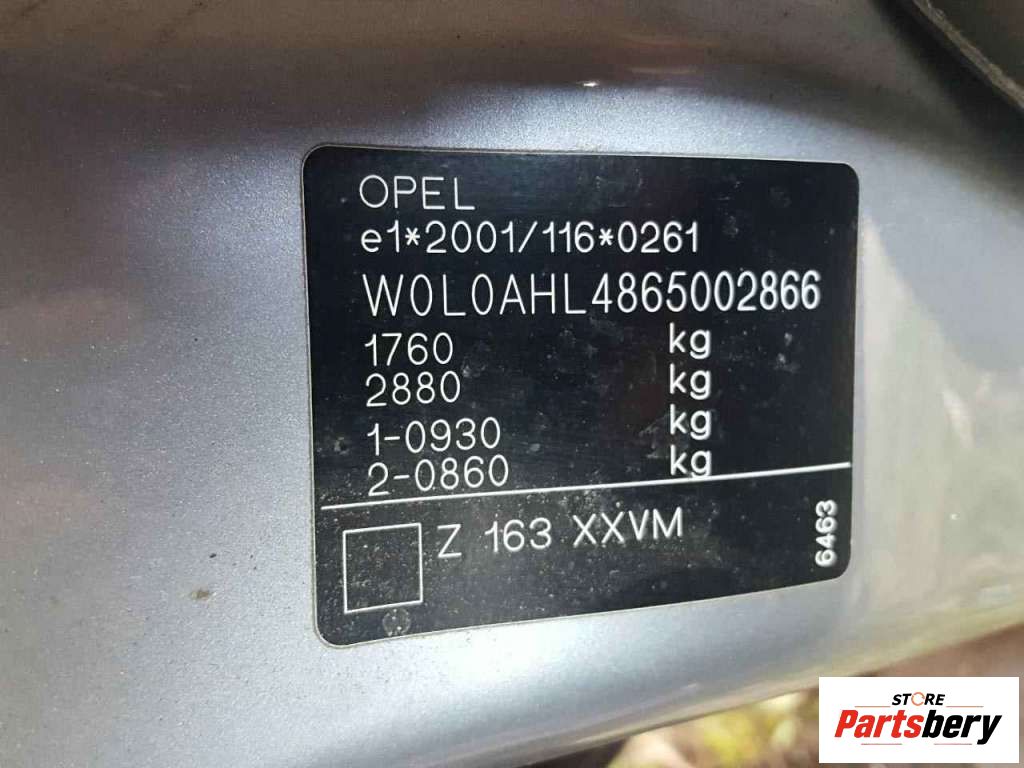 OPEL
e1*2001/116*0261
W0L0AHL4865002866
1760 kg
2880 kg
1-0930 kg
2-0860 kg
Z 163 XXVM
6463
STORE
Partsbery